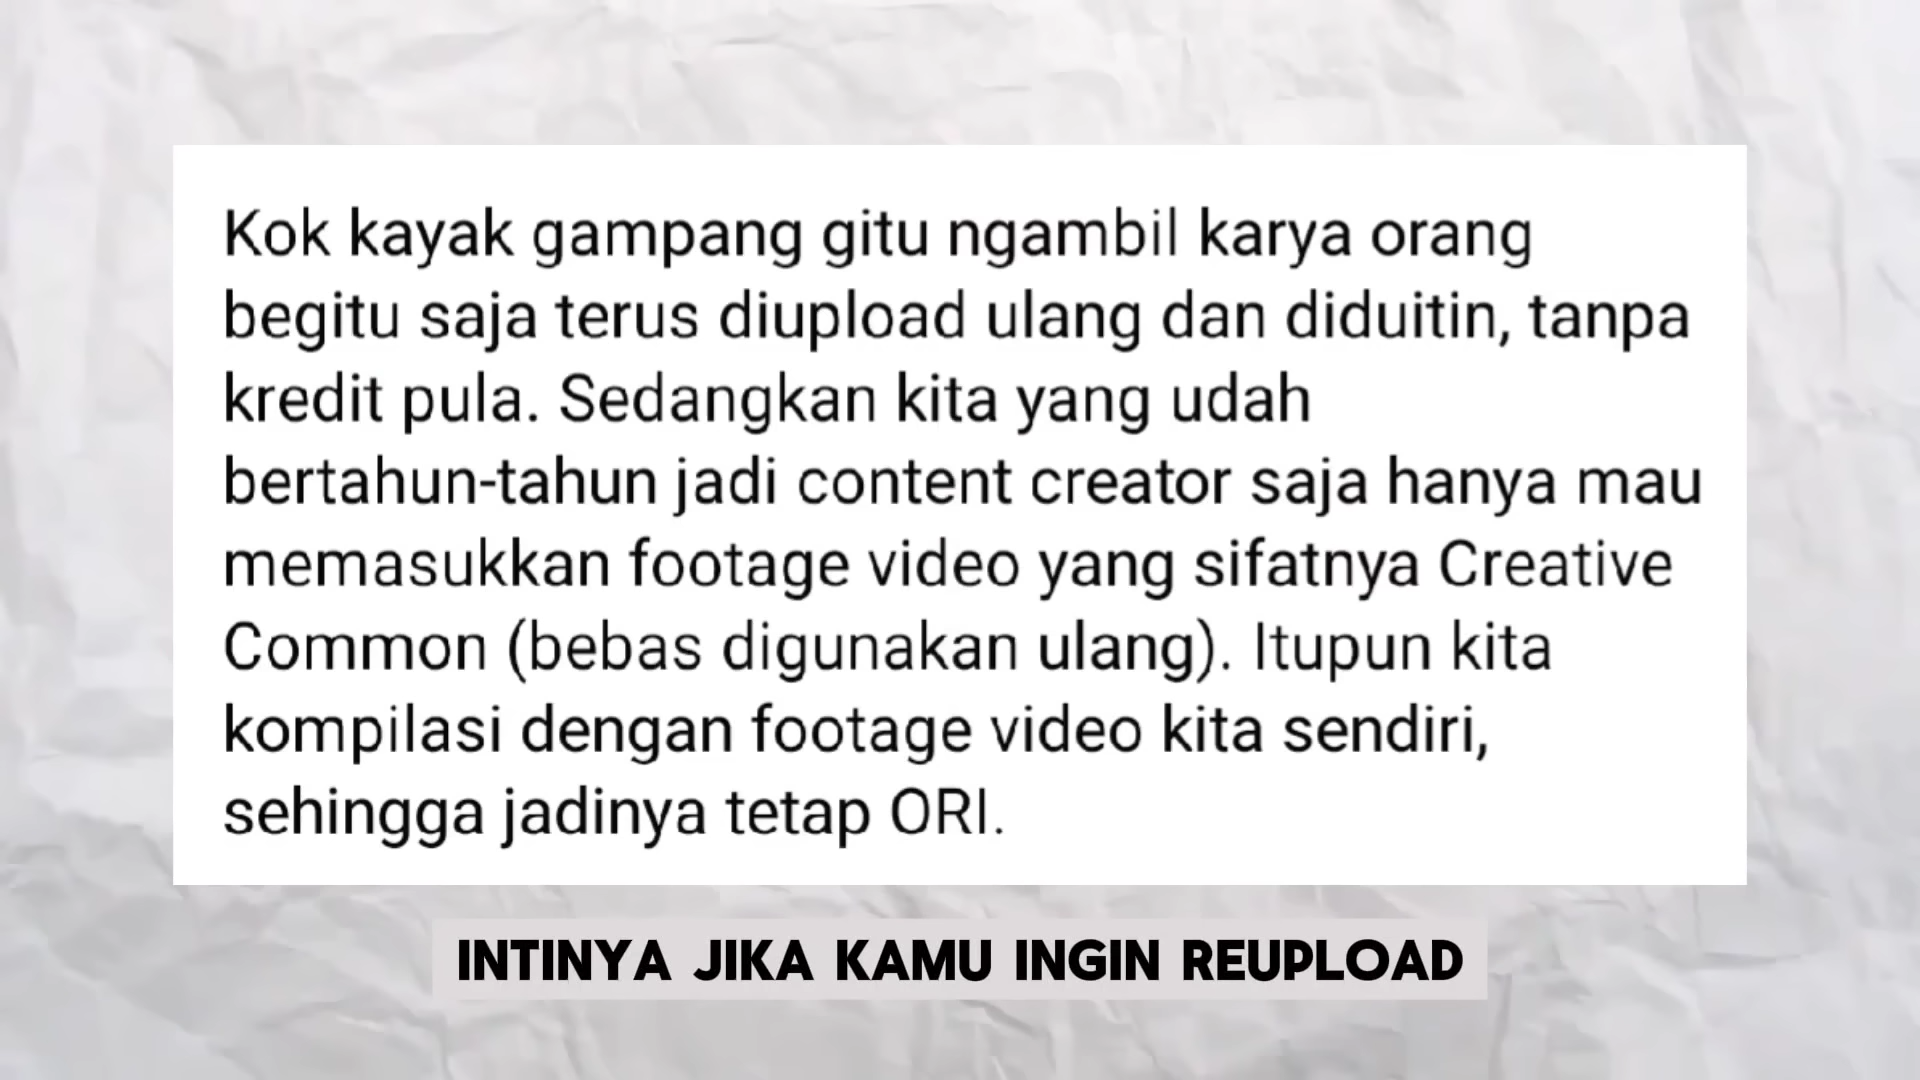 Kok kayak gampang gitu ngambil karya orang
begitu saja terus diupload ulang dan diduitin, tanpa
kredit pula. Sedangkan kita yang udah
bertahun-tahun jadi content creator saja hanya mau
memasukkan footage video yang sifatnya Creative
Common (bebas digunakan ulang). Itupun kita
kompilasi dengan footage video kita sendiri,
sehingga jadinya tetap ORI.
INTINYA JIKA KAMU INGIN REUPLOAD